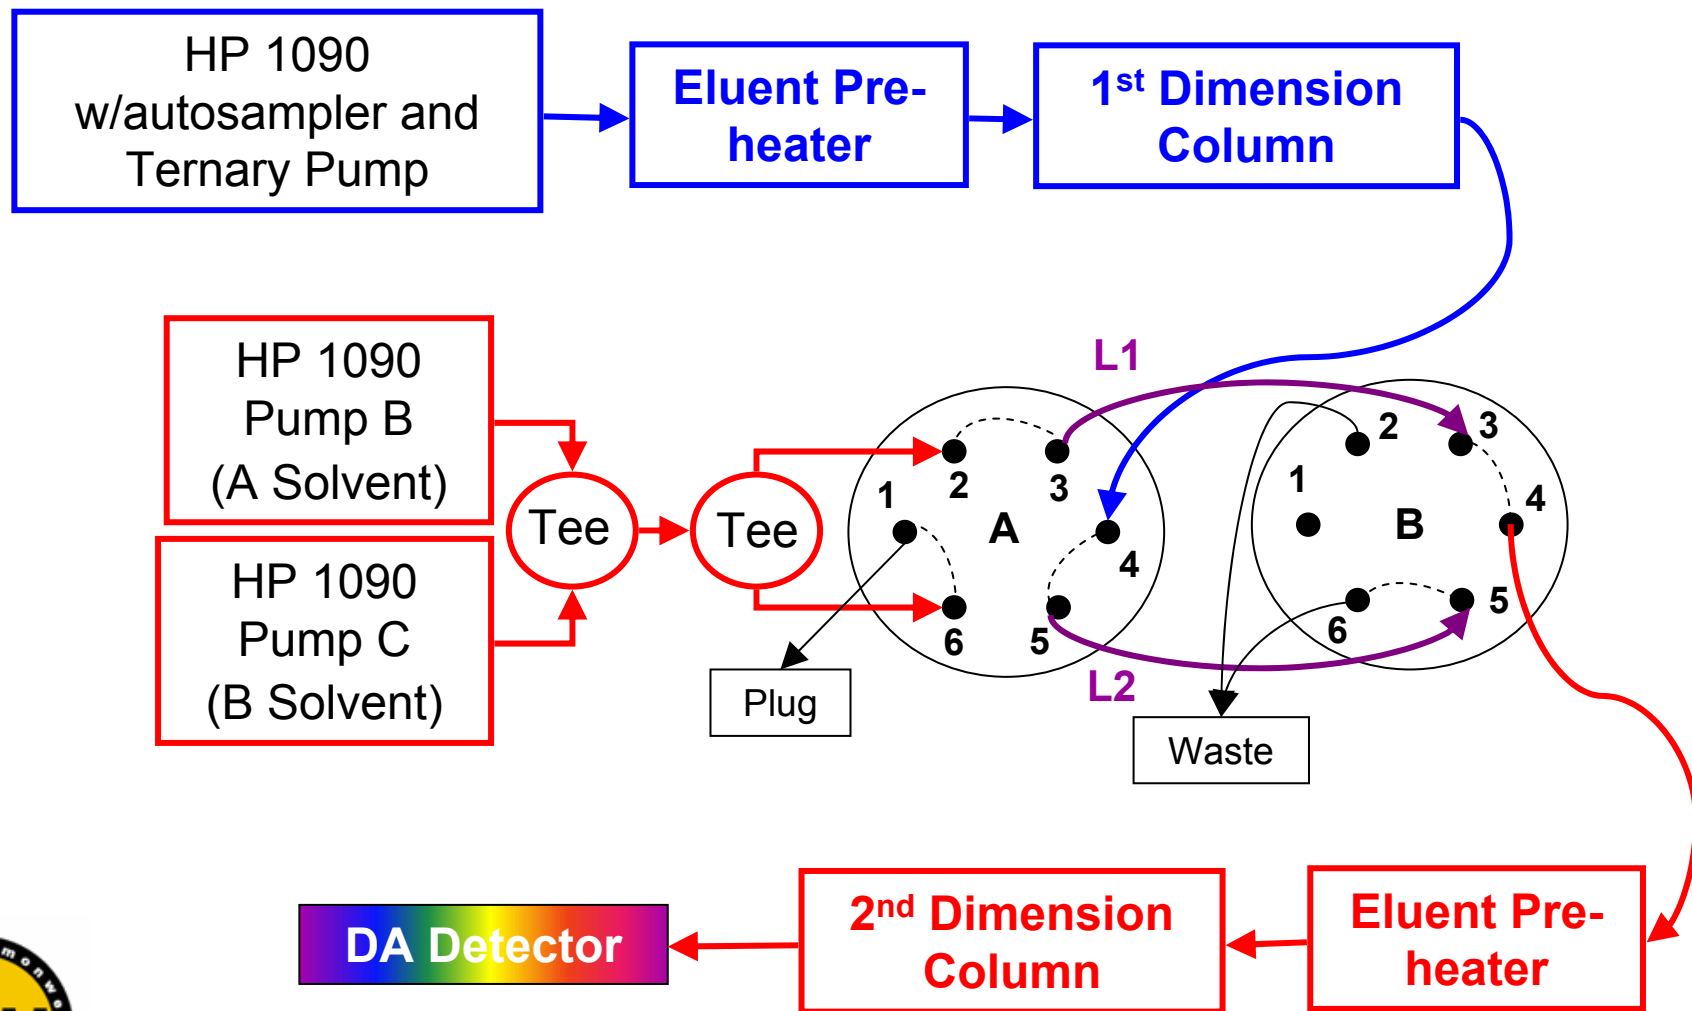 HP 1090
w/autosampler and
Ternary Pump
Eluent Pre-
heater
1st Dimension
Column
HP 1090
Pump B
(A Solvent)
HP 1090
Pump C
(B Solvent)
Tee
Tee
L1
1
2
3
A
4
5
6
L2
Plug
1
2
3
B
4
5
6
Waste
DA Detector
2nd Dimension
Column
Eluent Pre-
heater